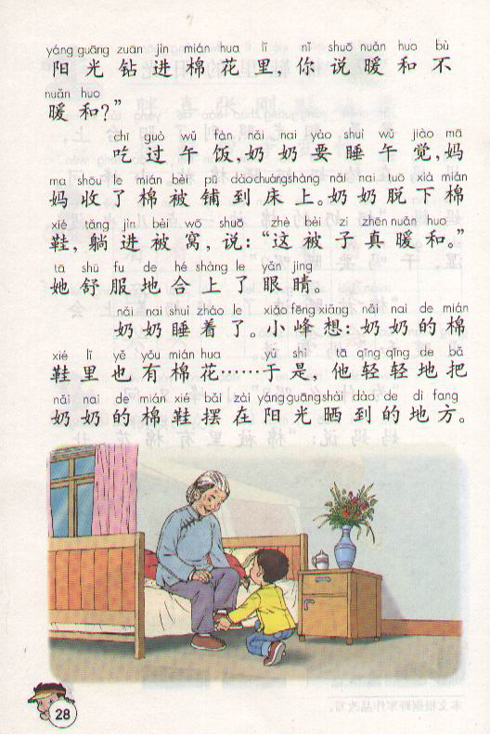 yáng guāng zuān jìn mián huā lǐ nǐ shuō nuǎn huo bù
阳光钻进棉花里,你说暖和不
nuǎn huo
暖和?”
chī guò wǔ fàn nǎi nai yào shuì wǔ jiào mā
吃过午饭,奶奶要睡午觉,妈
ma shōu le mián bèi pū dào chuáng shàng nǎi nai tuō xià mián
妈收了棉被铺到床上。奶奶脱下棉
xié tǎng jìn bèi wō shuō zhè bèi zi zhēn nuǎn huo
鞋,躺进被窝,说:“这被子真暖和。”
tā shū fu de hé shàng le yǎn jing
她舒服地合上了眼睛。
nǎi nai shuì zháo le xiǎo fēng xiǎng nǎi nai de mián
奶奶睡着了。小峰想:奶奶的棉
xié lǐ yě yǒu mián huā yú shì tā qīng qīng de bǎ
鞋里也有棉花……于是,他轻轻地把
nǎi nai de mián xié bǎi zài yáng guāng shài dào de dì fang
奶奶的棉鞋摆在阳光晒到的地方。
28